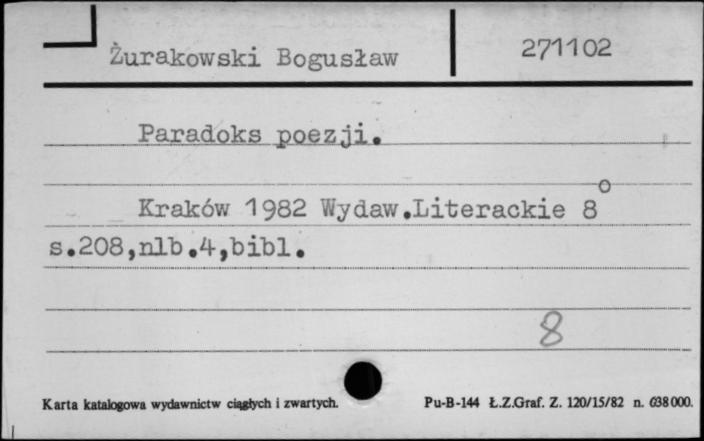 Żurakowski Bogusław 271102
Paradoks poezji.
Kraków 1982 Wydaw.Literackie 8°
s.208,nlb.4,bibl.
8
Karta katalogowa wydawnictw ciągłych i zwartych. Pu-B-144 Ł.Z.Graf. Z. 120/15/82 n. 638000.